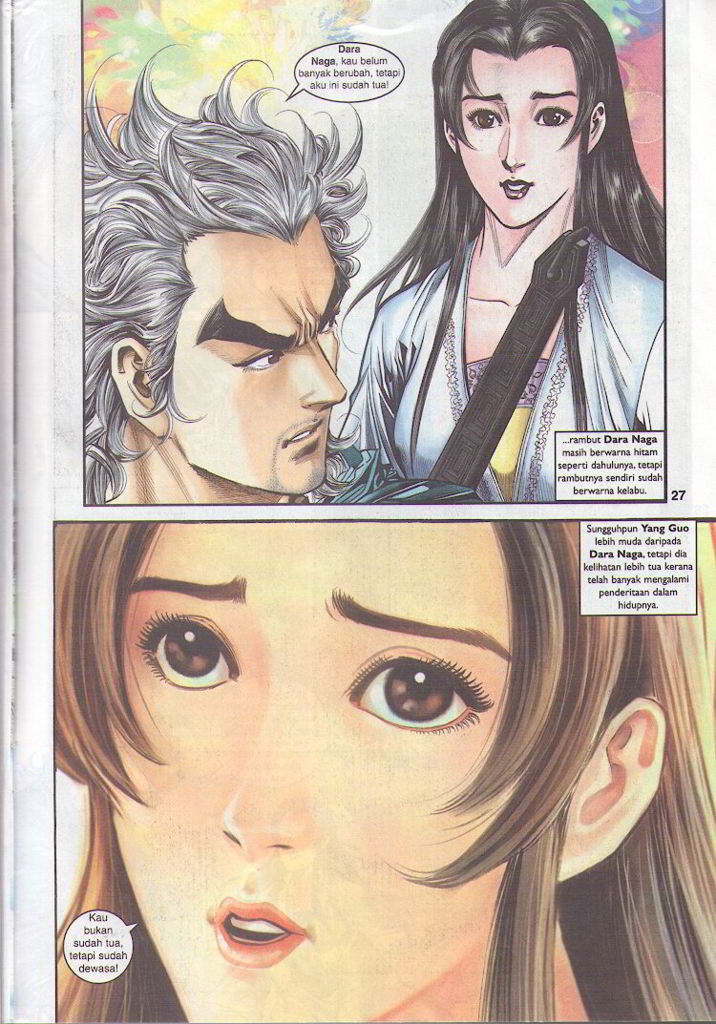 Dara
Naga, kau belum
banyak berubah, tetapi
aku ini sudah tua!
...rambut Dara Naga
masih berwarna hitam
seperti dahulunya, tetapi
rambutnya sendiri sudah
berwarna kelabu.
27
Sungguhpun Yang Guo
lebih muda daripada
Dara Naga, tetapi dia
kelihatan lebih tua kerana
telah banyak mengalami
penderitaan dalam
hidupnya.
Kau
bukan
sudah tua,
tetapi sudah
dewasa!